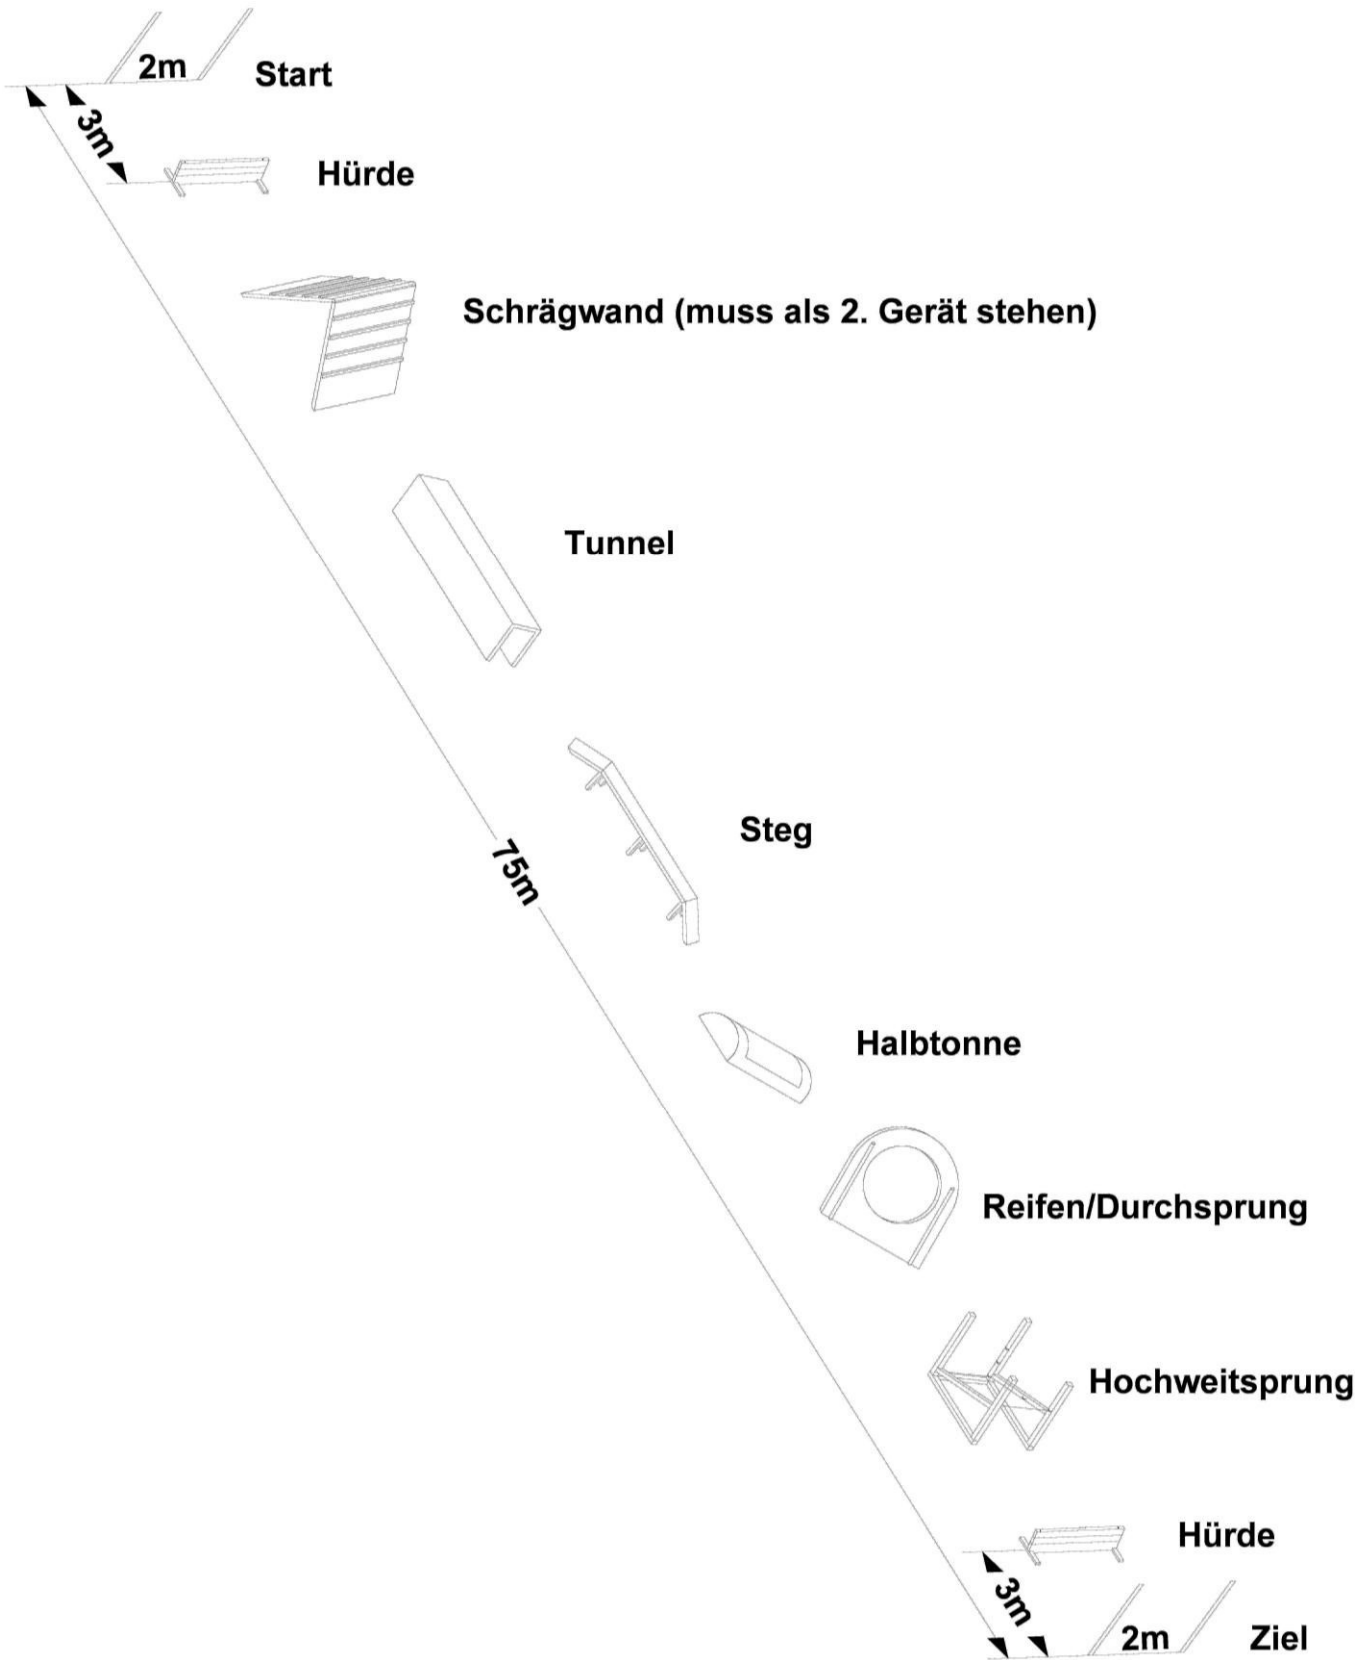 2m
Start
3m
Hürde
Schrägwand (muss als 2. Gerät stehen)
Tunnel
Steg
75m
Halbtonne
Reifen/Durchsprung
Hochweitsprung
Hürde
3m
2m
Ziel